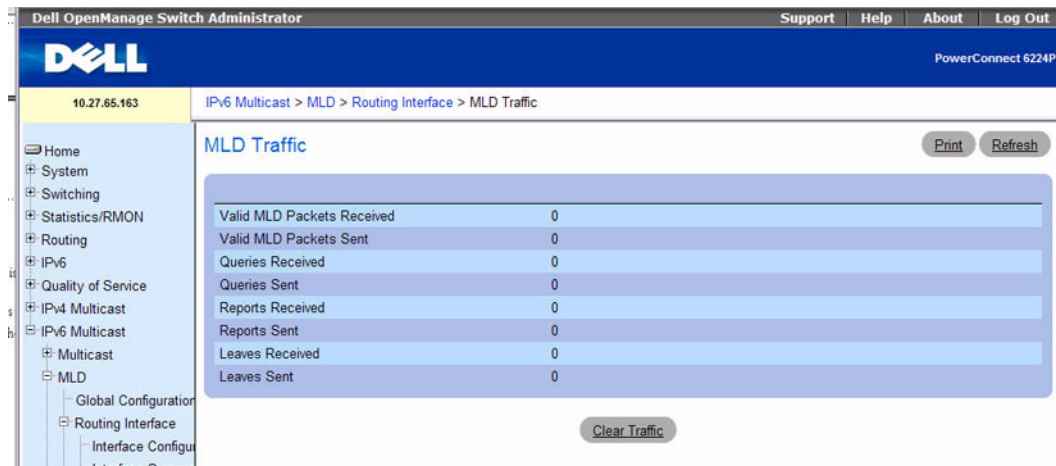 Dell OpenManage Switch Administrator
Support Help About Log Out
DELL
PowerConnect 6224P
10.27.65.163
IPv6 Multicast > MLD > Routing Interface > MLD Traffic
Home
System
Switching
Statistics/RMON
Routing
IPv6
Quality of Service
IPv4 Multicast
IPv6 Multicast
Multicast
MLD
Global Configuration
Routing Interface
Interface Configu
MLD Traffic
Print Refresh
Valid MLD Packets Received 0
Valid MLD Packets Sent 0
Queries Received 0
Queries Sent 0
Reports Received 0
Reports Sent 0
Leaves Received 0
Leaves Sent 0
Clear Traffic